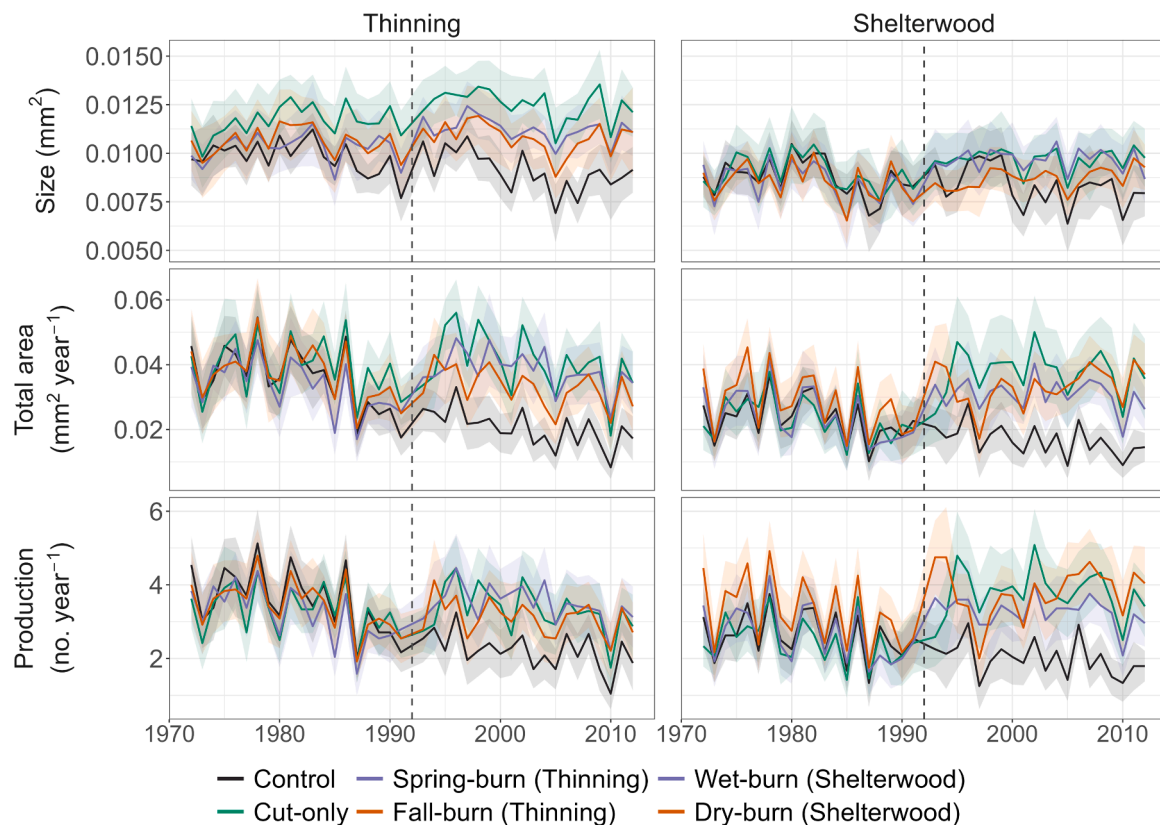 Thinning Shelterwood
Size (mm²)
0.0150
0.0125
0.0100
0.0075
0.0050
Total area
(mm² year⁻¹)
0.06
0.04
0.02
Production
(no. year⁻¹)
6
4
2
1970 1980 1990 2000 2010 1970 1980 1990 2000 2010
Control Spring-burn (Thinning) Wet-burn (Shelterwood)
Cut-only Fall-burn (Thinning) Dry-burn (Shelterwood)